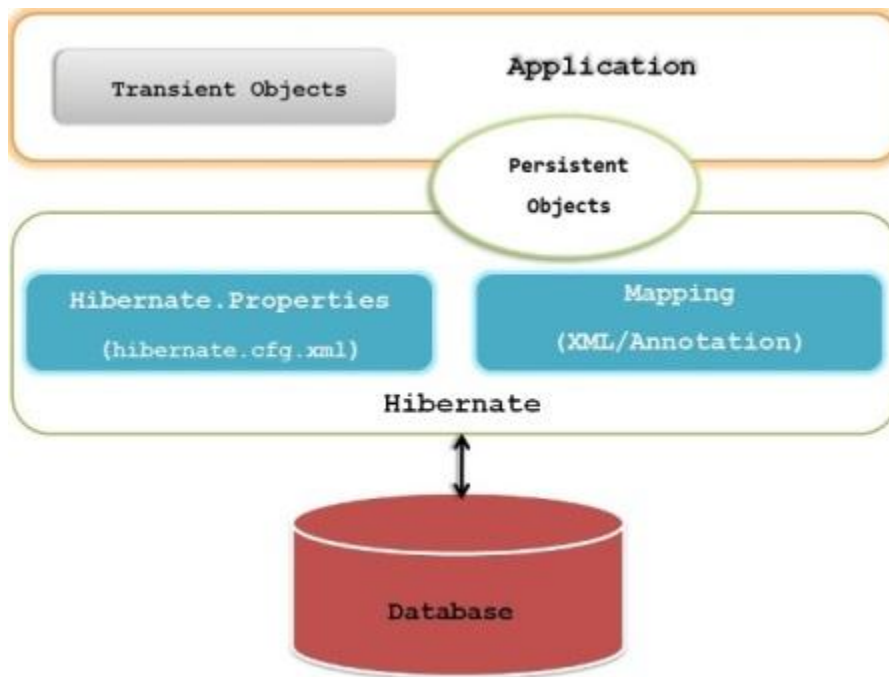 Transient Objects
Application
Persistent
Objects
Hibernate.Properties
(hibernate.cfg.xml)
Mapping
(XML/Annotation)
Hibernate
Database